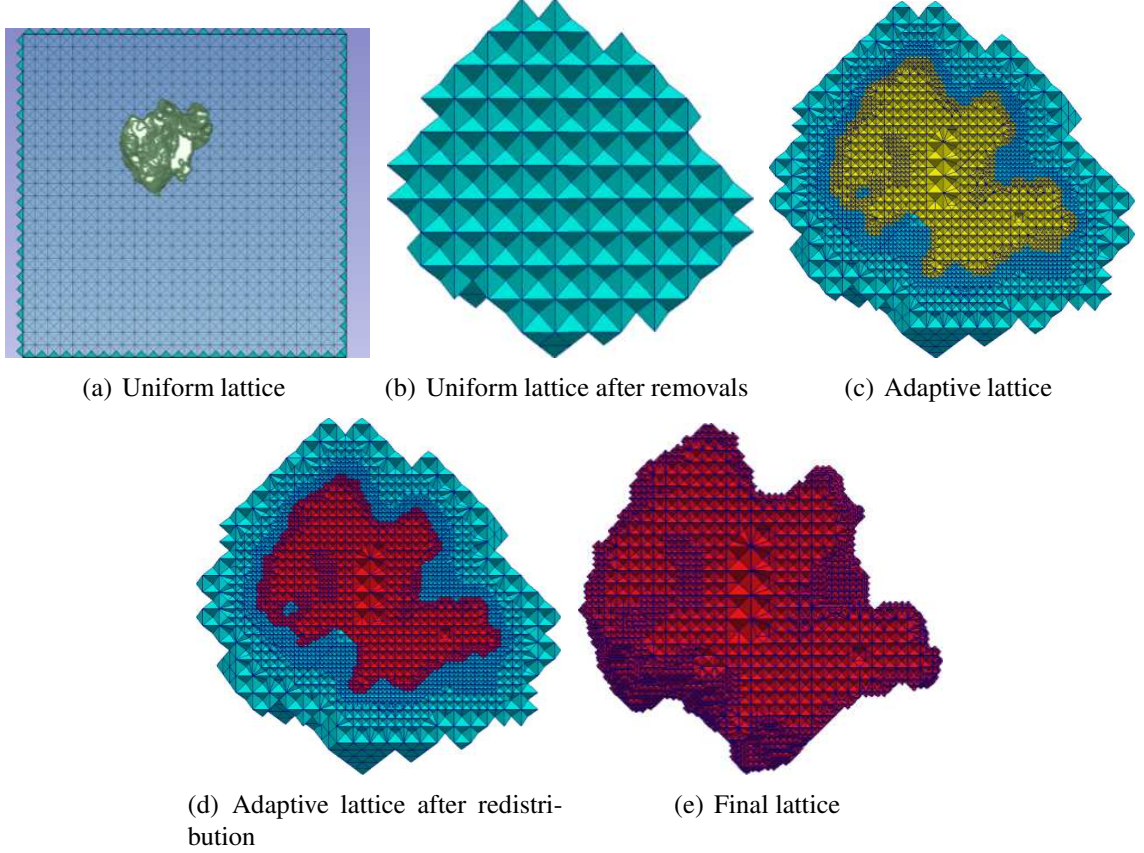 (a) Uniform lattice
(b) Uniform lattice after removals
(c) Adaptive lattice
(d) Adaptive lattice after redistri-
bution
(e) Final lattice